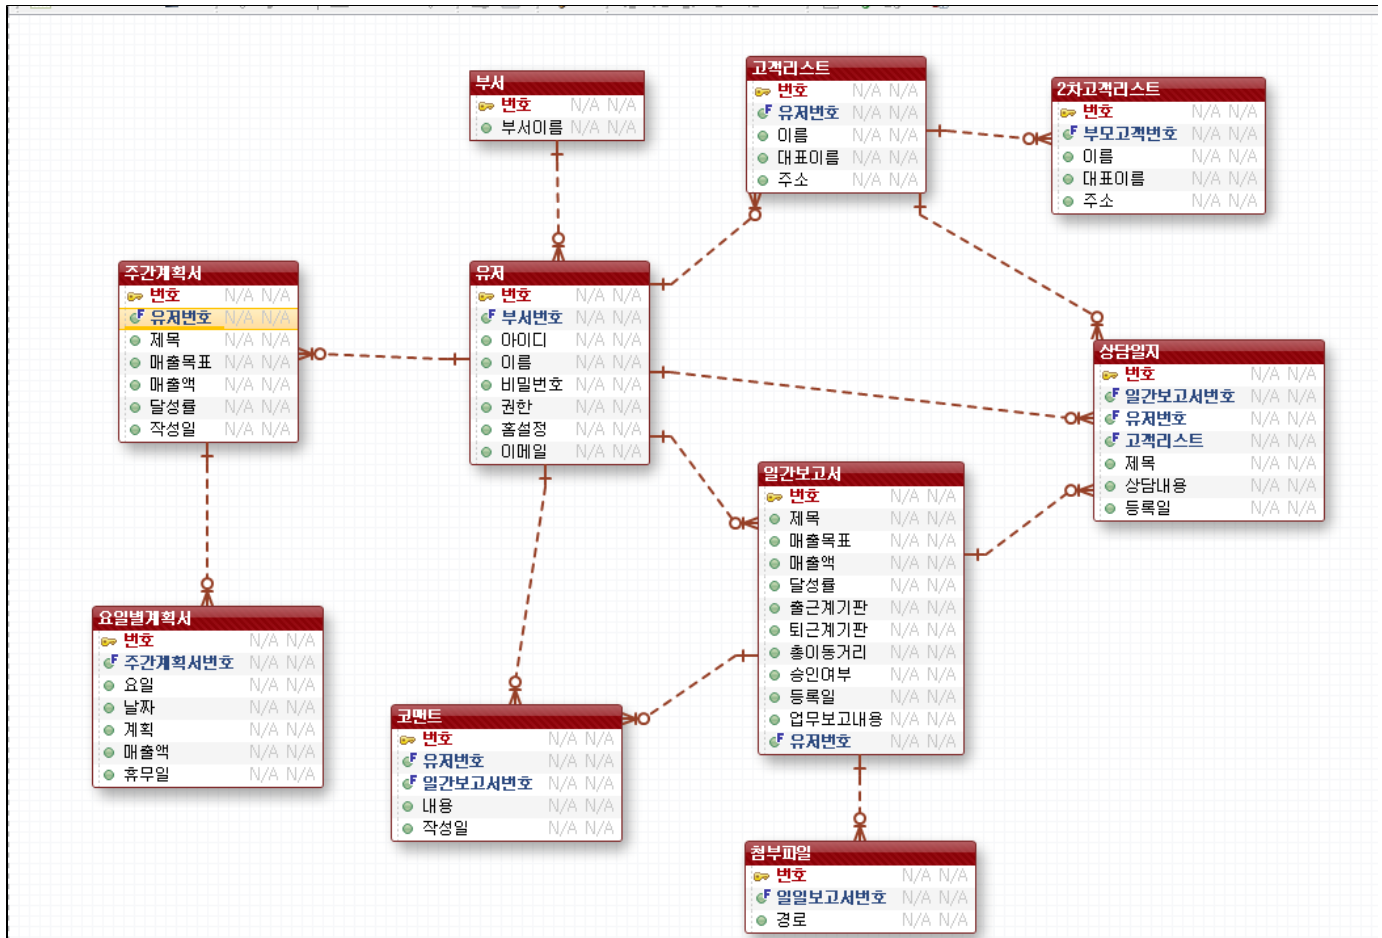 부서
번호 N/A N/A
부서이름 N/A N/A
고객리스트
번호 N/A N/A
유저번호 N/A N/A
이름 N/A N/A
대표이름 N/A N/A
주소 N/A N/A
2차고객리스트
번호 N/A N/A
부모고객번호 N/A N/A
이름 N/A N/A
대표이름 N/A N/A
주소 N/A N/A
주간계획서
번호 N/A N/A
유저번호 N/A N/A
제목 N/A N/A
매출목표 N/A N/A
매출액 N/A N/A
달성률 N/A N/A
작성일 N/A N/A
유저
번호 N/A N/A
부서번호 N/A N/A
아이디 N/A N/A
이름 N/A N/A
비밀번호 N/A N/A
권한 N/A N/A
홈설정 N/A N/A
이메일 N/A N/A
상담일지
번호 N/A N/A
일간보고서번호 N/A N/A
유저번호 N/A N/A
고객리스트 N/A N/A
제목 N/A N/A
상담내용 N/A N/A
등록일 N/A N/A
일간보고서
번호 N/A N/A
제목 N/A N/A
매출목표 N/A N/A
매출액 N/A N/A
달성률 N/A N/A
출근계기판 N/A N/A
퇴근계기판 N/A N/A
총이동거리 N/A N/A
승인여부 N/A N/A
등록일 N/A N/A
업무보고내용 N/A N/A
유저번호 N/A N/A
요일별계획서
번호 N/A N/A
주간계획서번호 N/A N/A
요일 N/A N/A
날짜 N/A N/A
계획 N/A N/A
매출액 N/A N/A
휴무일 N/A N/A
코맨트
번호 N/A N/A
유저번호 N/A N/A
일간보고서번호 N/A N/A
내용 N/A N/A
작성일 N/A N/A
첨부파일
번호 N/A N/A
일일보고서번호 N/A N/A
경로 N/A N/A